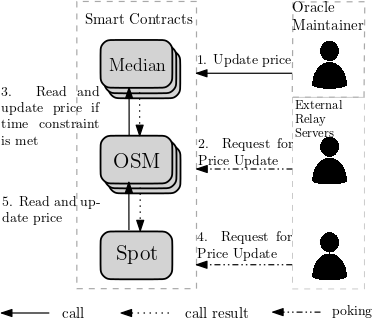 Smart Contracts
Oracle
Maintainer
Median
1. Update price
3. Read and
update price if
time constraint
is met
External
Relay
Servers
OSM
2. Request for
Price Update
5. Read and up-
date price
Spot
4. Request for
Price Update
call
call result
poking